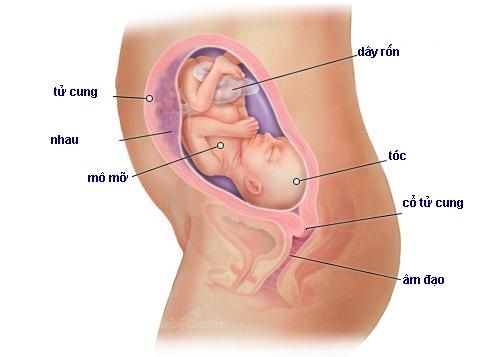 dây rốn
tử cung
nhau
mô mỡ
tóc
cổ tử cung
âm đạo